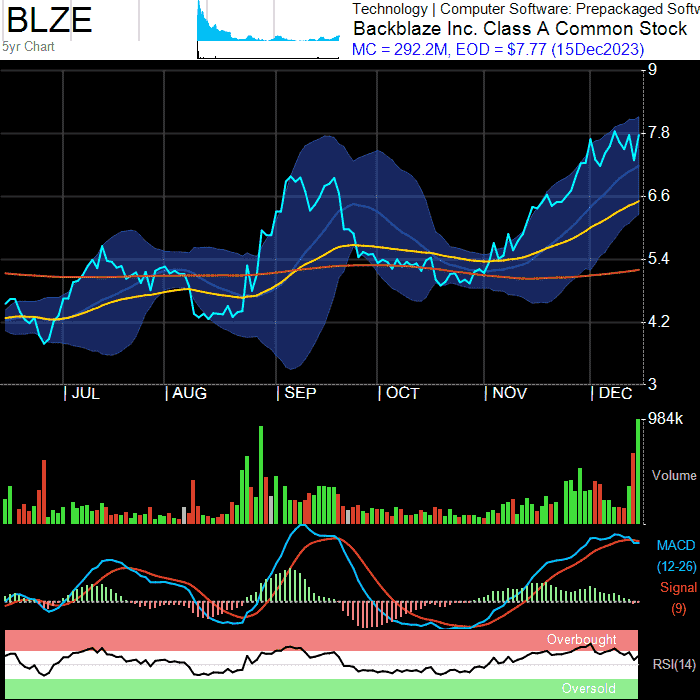 BLZE
5yr Chart
Technology | Computer Software: Prepackaged Softw
Backblaze Inc. Class A Common Stock
MC = 292.2M, EOD = $7.77 (15Dec2023)
9
7.8
6.6
5.4
4.2
3
| JUL | AUG | SEP | OCT | NOV | DEC
984k
Volume
MACD
(12-26)
Signal
(9)
Overbought
RSI(14)
Oversold